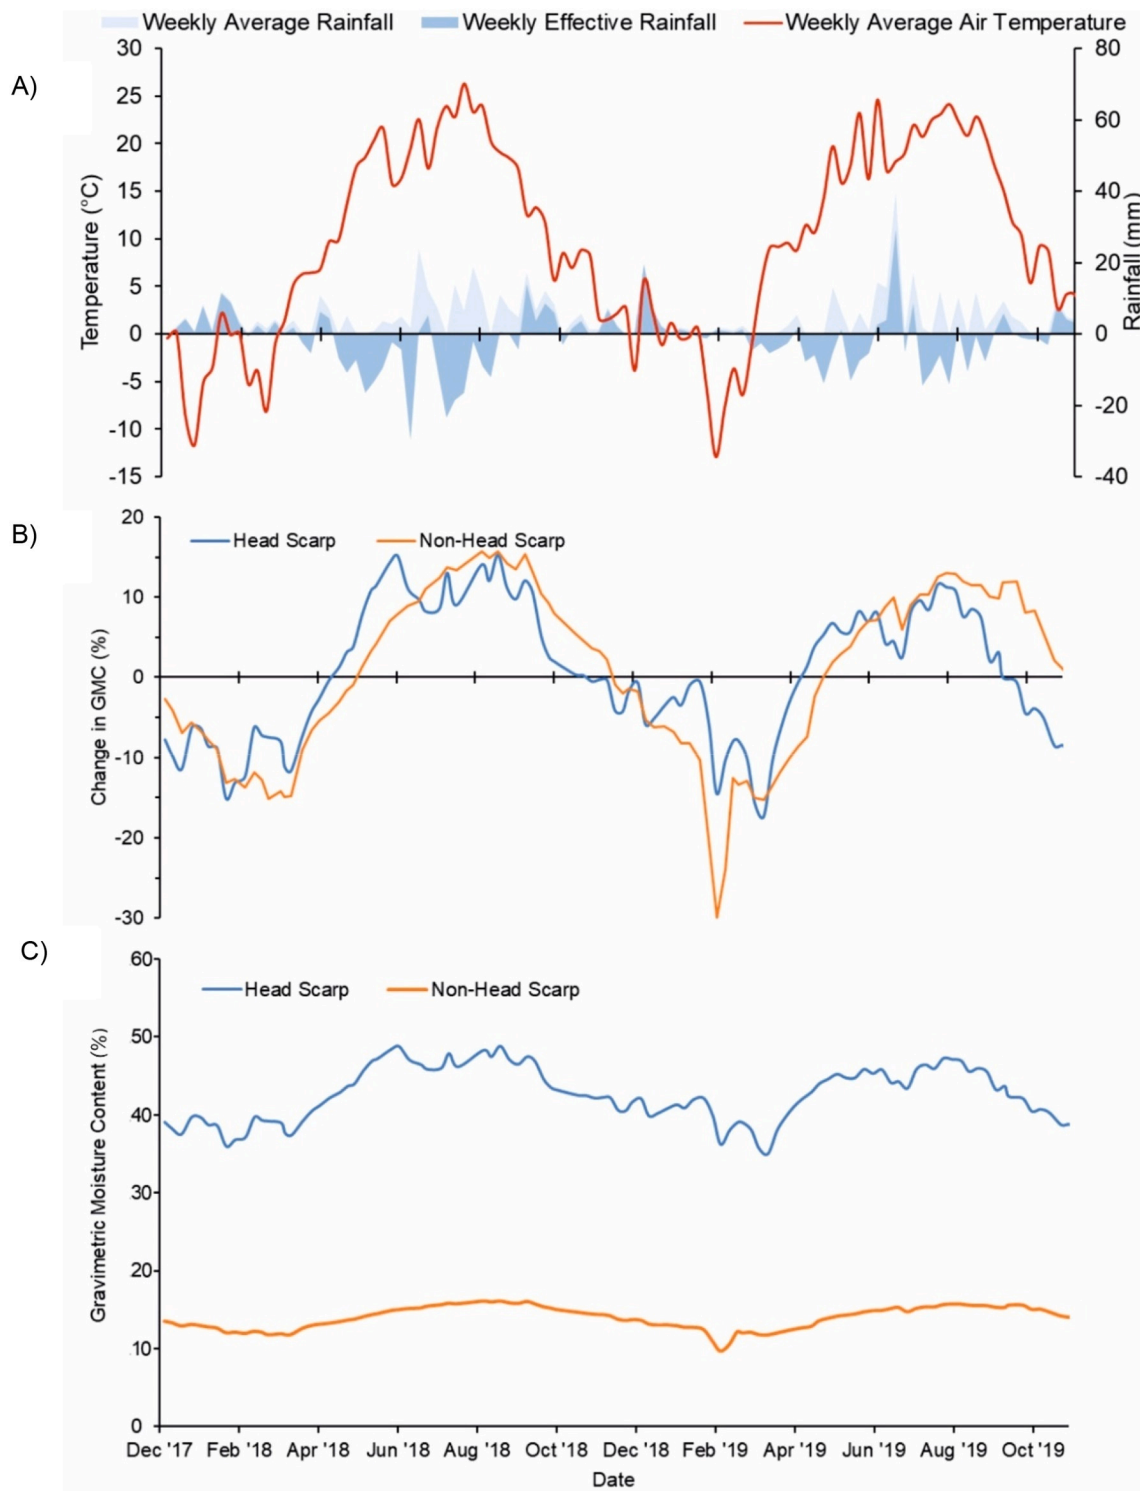 Weekly Average Rainfall Weekly Effective Rainfall Weekly Average Air Temperature
A)
30
25
20
15
10
5
0
-5
-10
-15
Temperature (°C)
80
60
40
20
0
-20
-40
Rainfall (mm)
B)
Head Scarp Non-Head Scarp
20
10
0
-10
-20
-30
Change in GMC (%)
C)
Head Scarp Non-Head Scarp
60
50
40
30
20
10
0
Gravimetric Moisture Content (%)
Dec '17 Feb '18 Apr '18 Jun '18 Aug '18 Oct '18 Dec '18 Feb '19 Apr '19 Jun '19 Aug '19 Oct '19
Date